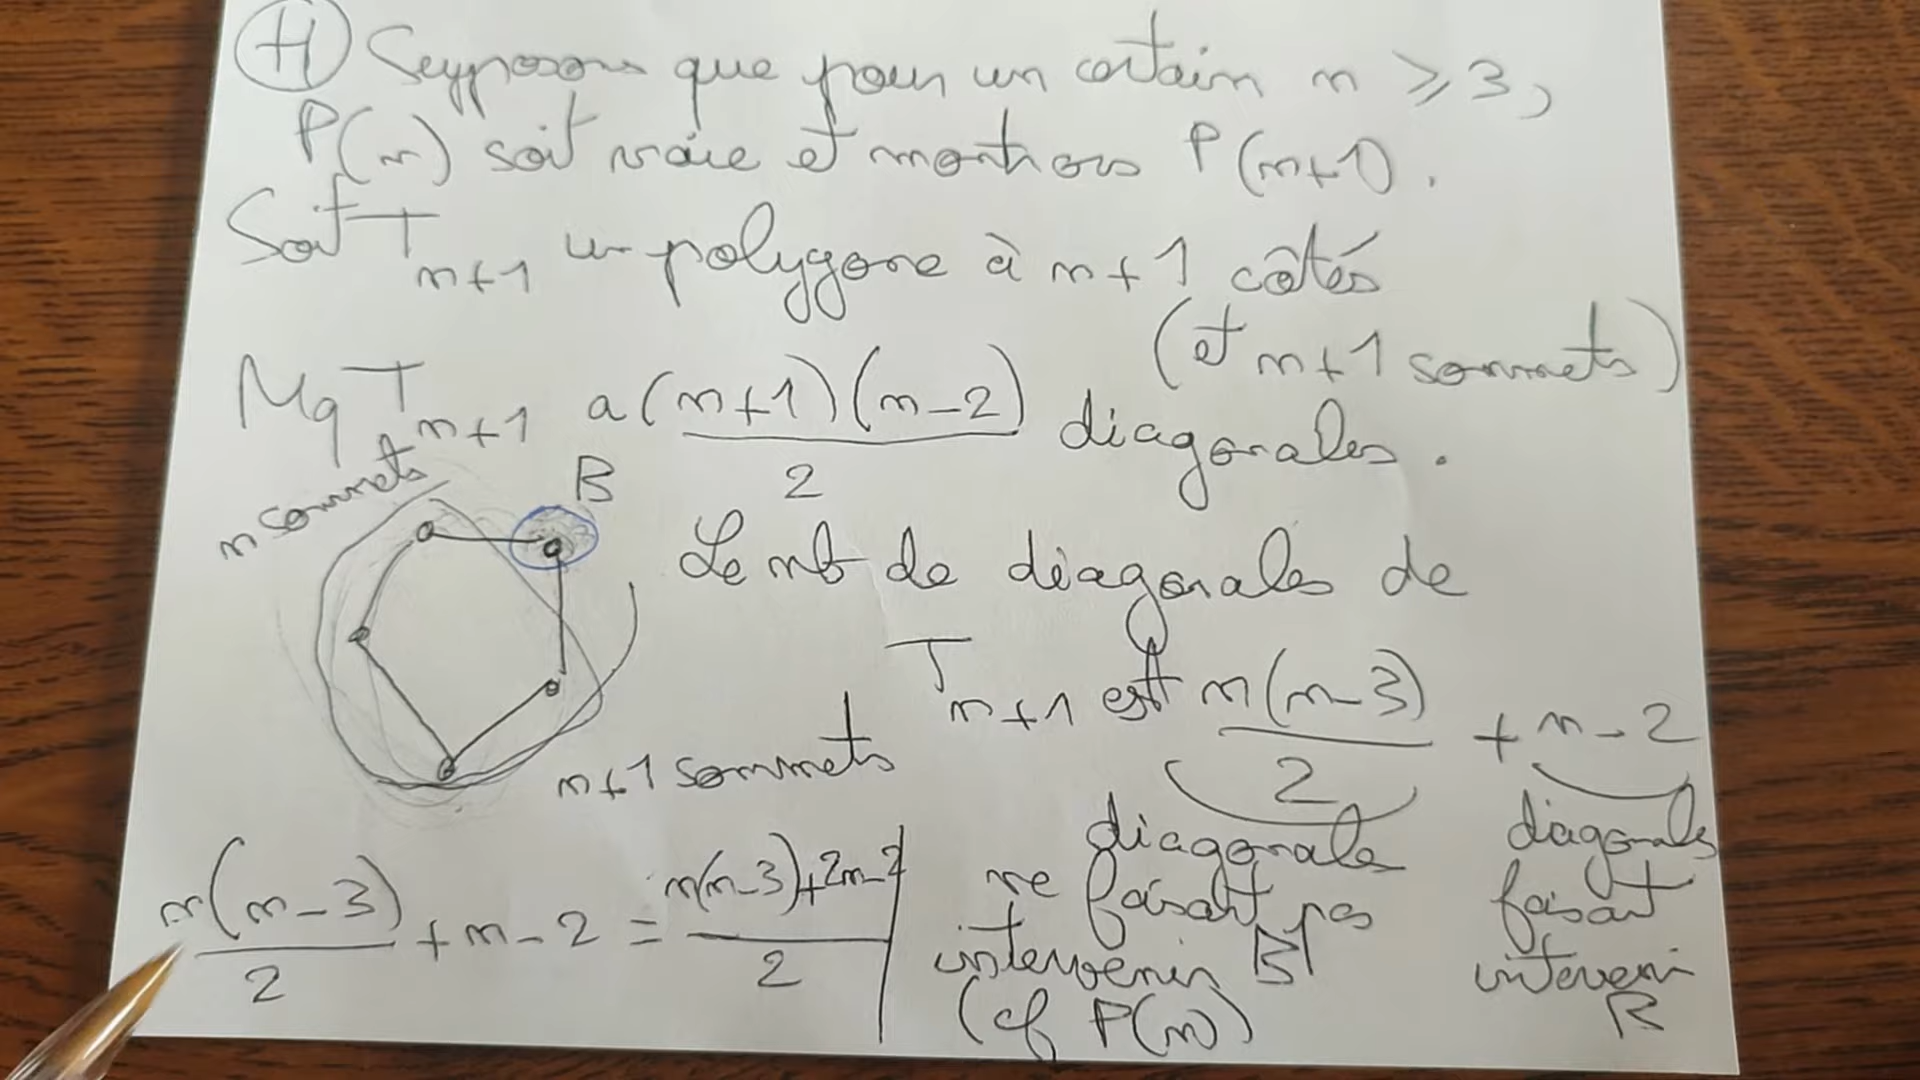 (H) Supposons que pour un certain n ⩾ 3,
P(n) soit vraie et montrons P(n+1).
Soit T_{n+1} un polygone à n+1 côtés
(et n+1 sommets)
Mq T_{n+1} a (n+1)(n-2)/2 diagonales.
n sommets
B
Le nb de diagonales de
T_{n+1} est n(n-3)/2 + n-2
n+1 sommets
diagonales
ne faisant pas
intervenir B
(cf P(n))
diagonales
faisant
intervenir
B
n(n-3)/2 + n-2 = n(n-3)+2n-2/2